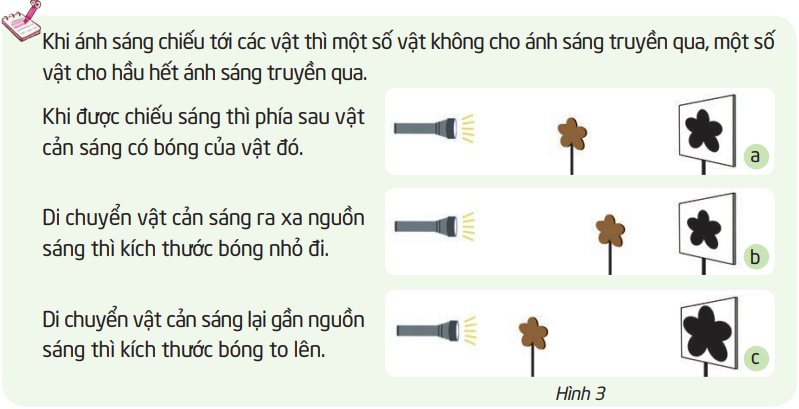 Khi ánh sáng chiếu tới các vật thì một số vật không cho ánh sáng truyền qua, một số
vật cho hầu hết ánh sáng truyền qua.
Khi được chiếu sáng thì phía sau vật
cản sáng có bóng của vật đó.
a
Di chuyển vật cản sáng ra xa nguồn
sáng thì kích thước bóng nhỏ đi.
b
Di chuyển vật cản sáng lại gần nguồn
sáng thì kích thước bóng to lên.
c
Hình 3